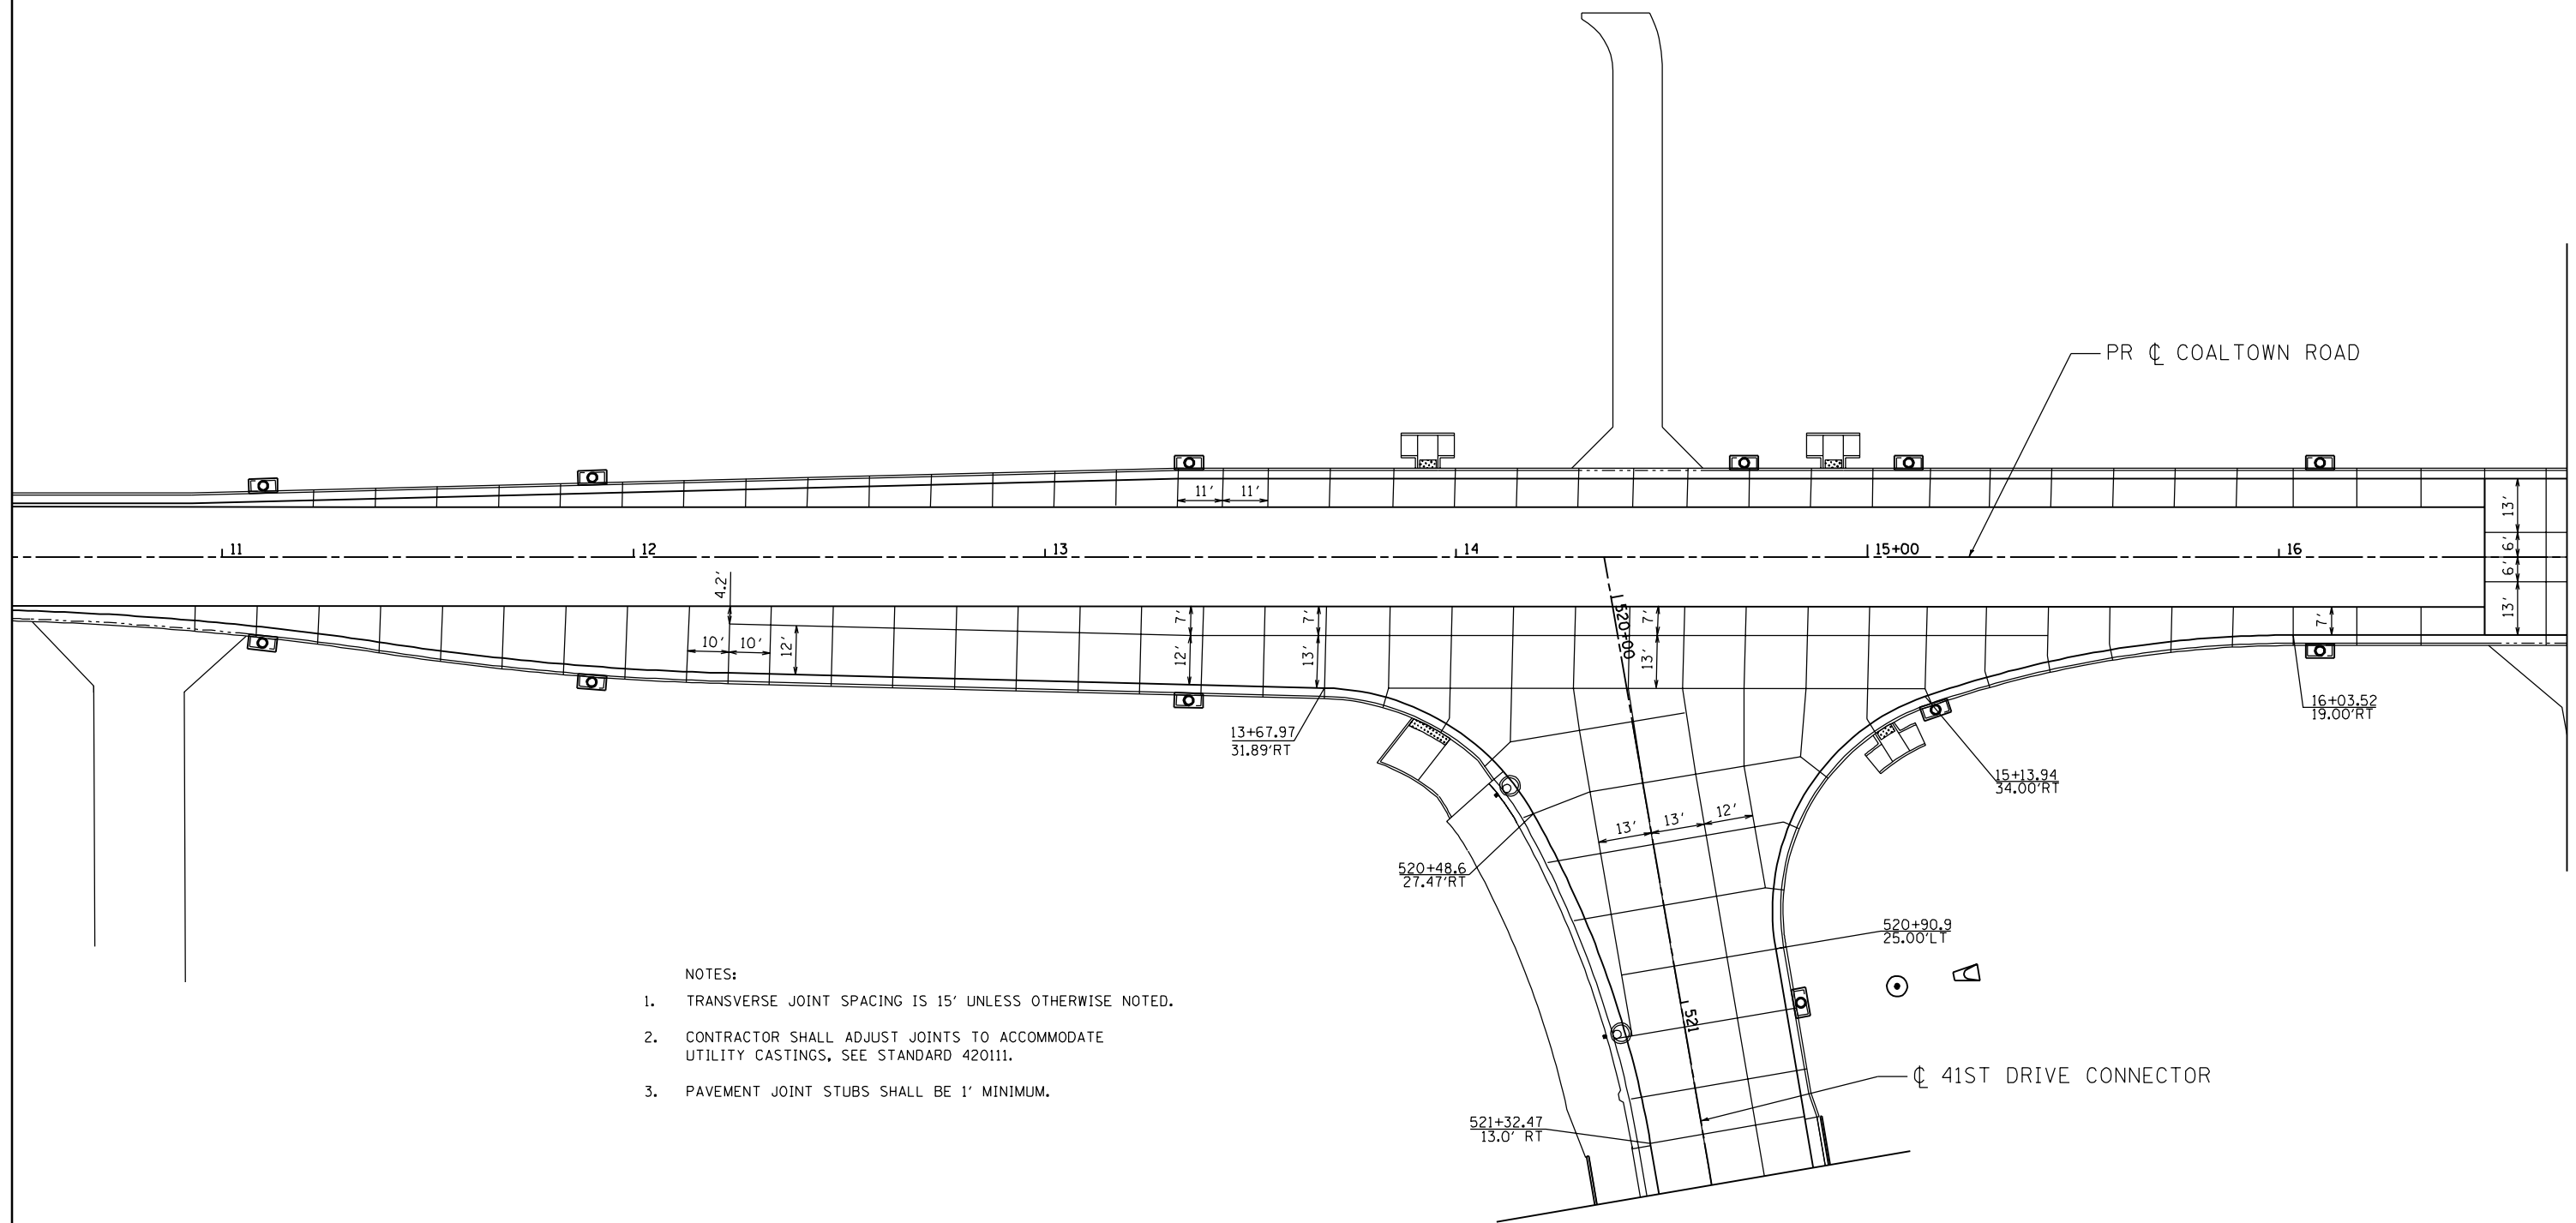 PR ℄ COALTOWN ROAD
11' 11'
13'
6'
6'
13'
11 12 13 14 15+00 16
4.2'
10' 10'
12'
7'
12'
7'
13'
520+00
7'
13'
7'
16+03.52
19.00'RT
13+67.97
31.89'RT
15+13.94
34.00'RT
13' 13' 12'
520+48.6
27.47'RT
520+90.9
25.00'LT
521
℄ 41ST DRIVE CONNECTOR
521+32.47
13.0' RT
NOTES:
1. TRANSVERSE JOINT SPACING IS 15' UNLESS OTHERWISE NOTED.
2. CONTRACTOR SHALL ADJUST JOINTS TO ACCOMMODATE
UTILITY CASTINGS, SEE STANDARD 420111.
3. PAVEMENT JOINT STUBS SHALL BE 1' MINIMUM.